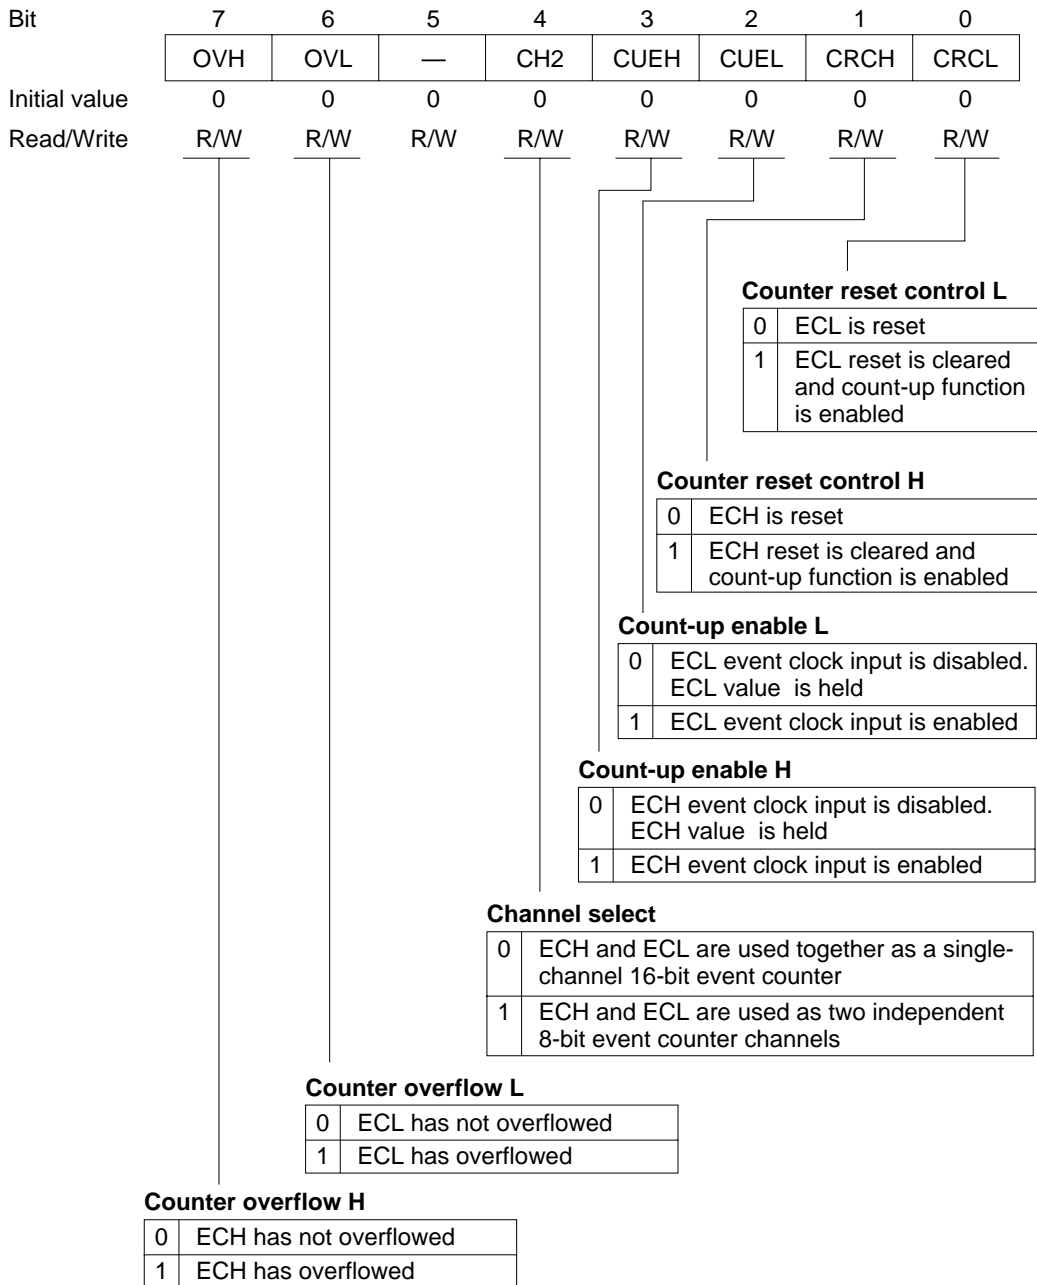 Bit 7 6 5 4 3 2 1 0
OVH OVL — CH2 CUEH CUEL CRCH CRCL
Initial value 0 0 0 0 0 0 0 0
Read/Write R/W R/W R/W R/W R/W R/W R/W R/W
Counter reset control L
0 ECL is reset
1 ECL reset is cleared
and count-up function
is enabled
Counter reset control H
0 ECH is reset
1 ECH reset is cleared and
count-up function is enabled
Count-up enable L
0 ECL event clock input is disabled.
ECL value is held
1 ECL event clock input is enabled
Count-up enable H
0 ECH event clock input is disabled.
ECH value is held
1 ECH event clock input is enabled
Channel select
0 ECH and ECL are used together as a single-
channel 16-bit event counter
1 ECH and ECL are used as two independent
8-bit event counter channels
Counter overflow L
0 ECL has not overflowed
1 ECL has overflowed
Counter overflow H
0 ECH has not overflowed
1 ECH has overflowed